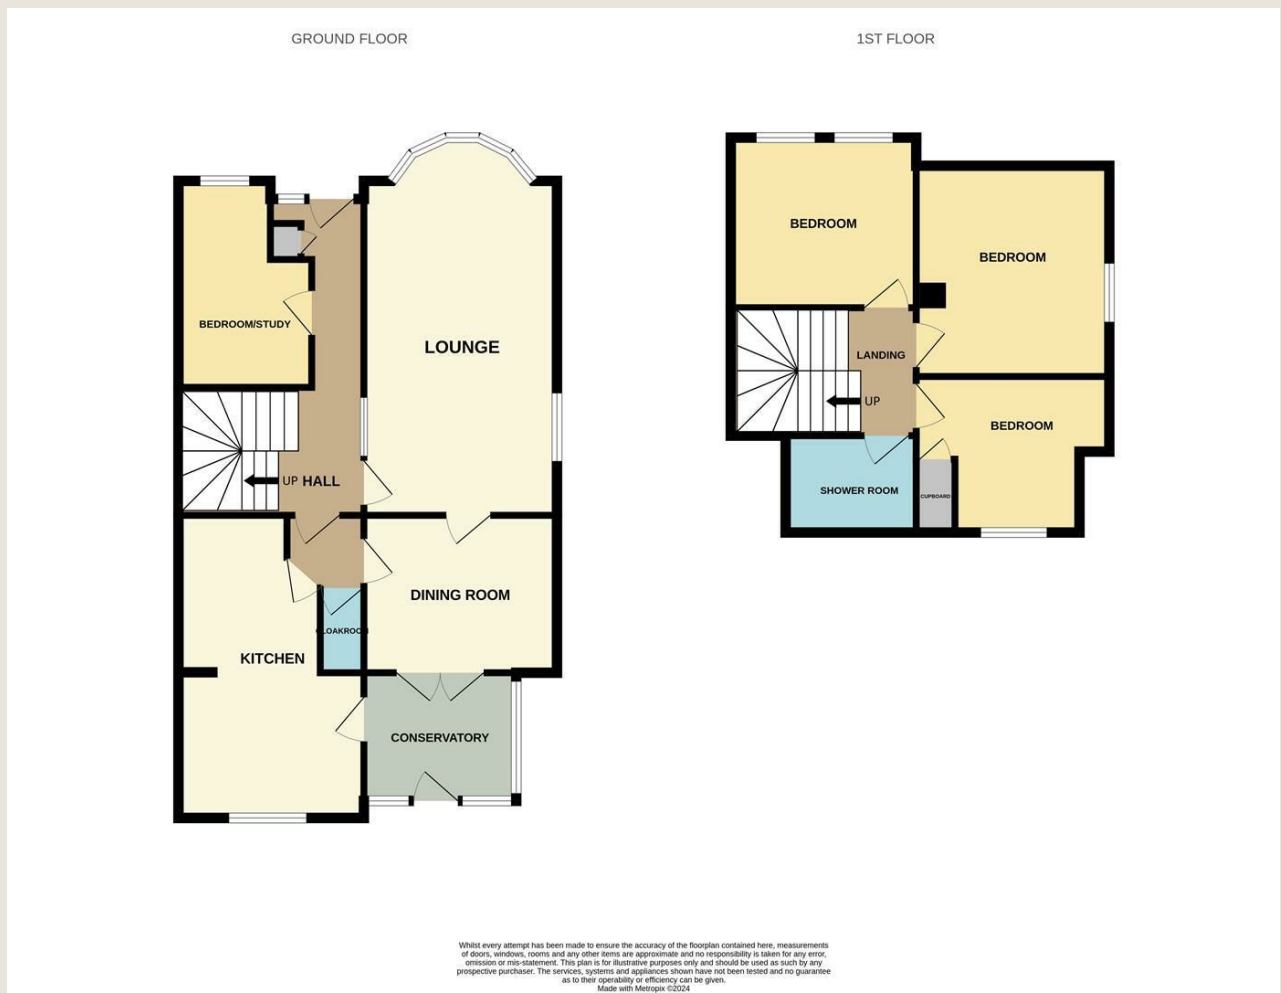 GROUND FLOOR
1ST FLOOR
BEDROOM/STUDY
LOUNGE
UP
HALL
DINING ROOM
CLOAKROOM
KITCHEN
CONSERVATORY
BEDROOM
BEDROOM
LANDING
UP
BEDROOM
SHOWER ROOM
CUPBOARD
Whilst every attempt has been made to ensure the accuracy of the floorplan contained here, measurements
of doors, windows, rooms and any other items are approximate and no responsibility is taken for any error,
omission or mis-statement. This plan is for illustrative purposes only and should be used as such by any
prospective purchaser. The services, systems and appliances shown have not been tested and no guarantee
as to their operability or efficiency can be given.
Made with Metropix ©2024